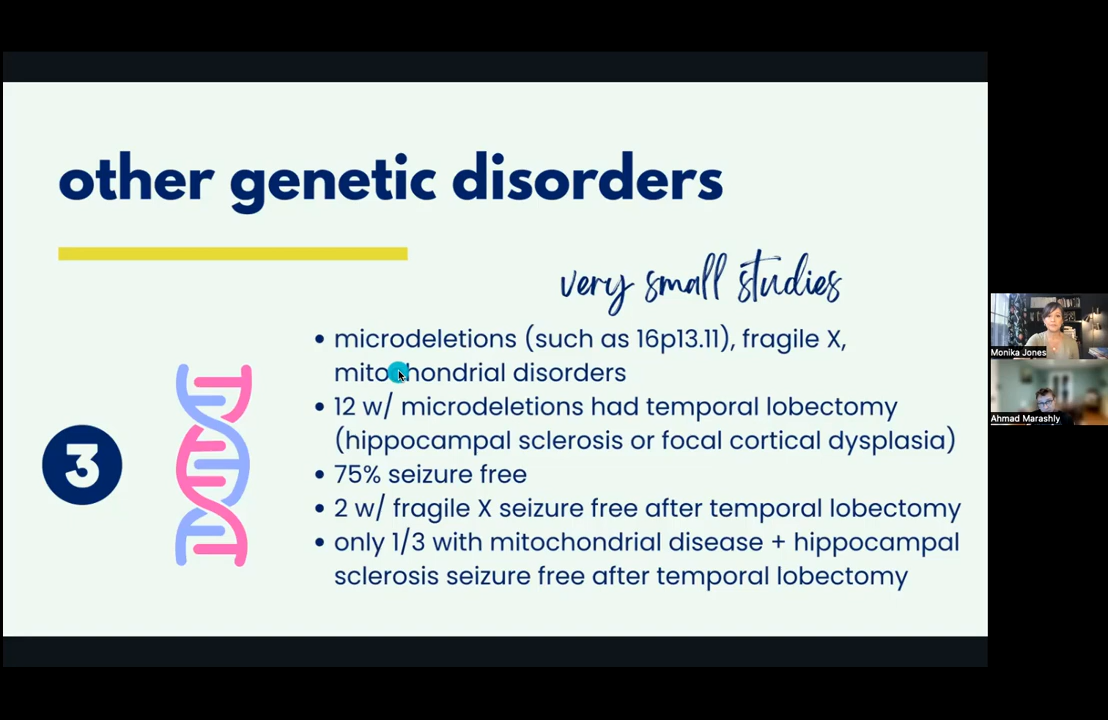 other genetic disorders
very small studies
• microdeletions (such as 16p13.11), fragile X,
mitochondrial disorders
• 12 w/ microdeletions had temporal lobectomy
(hippocampal sclerosis or focal cortical dysplasia)
• 75% seizure free
• 2 w/ fragile X seizure free after temporal lobectomy
• only 1/3 with mitochondrial disease + hippocampal
sclerosis seizure free after temporal lobectomy
3
Monika Jones
Ahmad Marashly